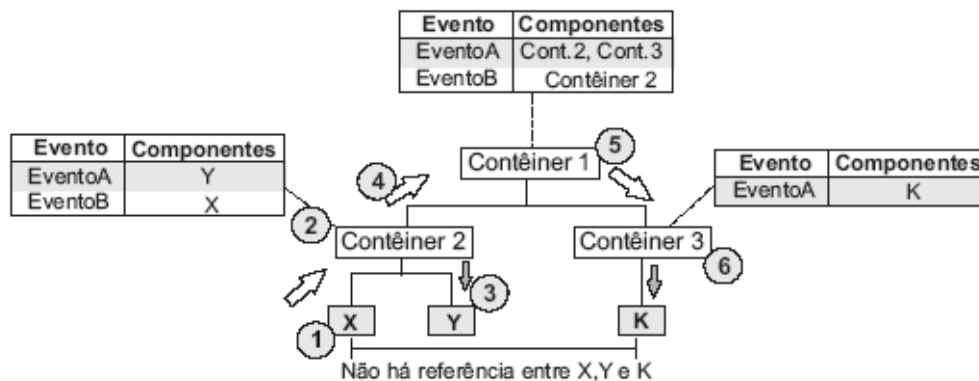 Evento Componentes
EventoA Cont.2, Cont.3
EventoB Contêiner 2
Evento Componentes
EventoA Y
EventoB X
4
Contêiner 1
5
Evento Componentes
EventoA K
2
Contêiner 2
Contêiner 3
6
1
X
Y
3
K
Não há referência entre X,Y e K